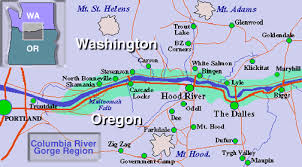 WA
OR
Mt. St. Helens
Mt. Adams
Trout
Lake
Glenwood
Goldendale
Washington
BZ
Corners
White Salmon
Bingen
Klickitat
Maryhill
Stevenson
North Bonneville
Skamania
Cascade
Locks
Lyle
Hood River
The Dalles
Biggs
Multnomah
Falls
Troutdale
PORTLAND
Oregon
Dee
Parkdale
Mt. Hood
Dufur
Columbia River
Gorge Region
Zig Zag
Government Camp
Mt. Hood.
Tygh Valley
Maupin